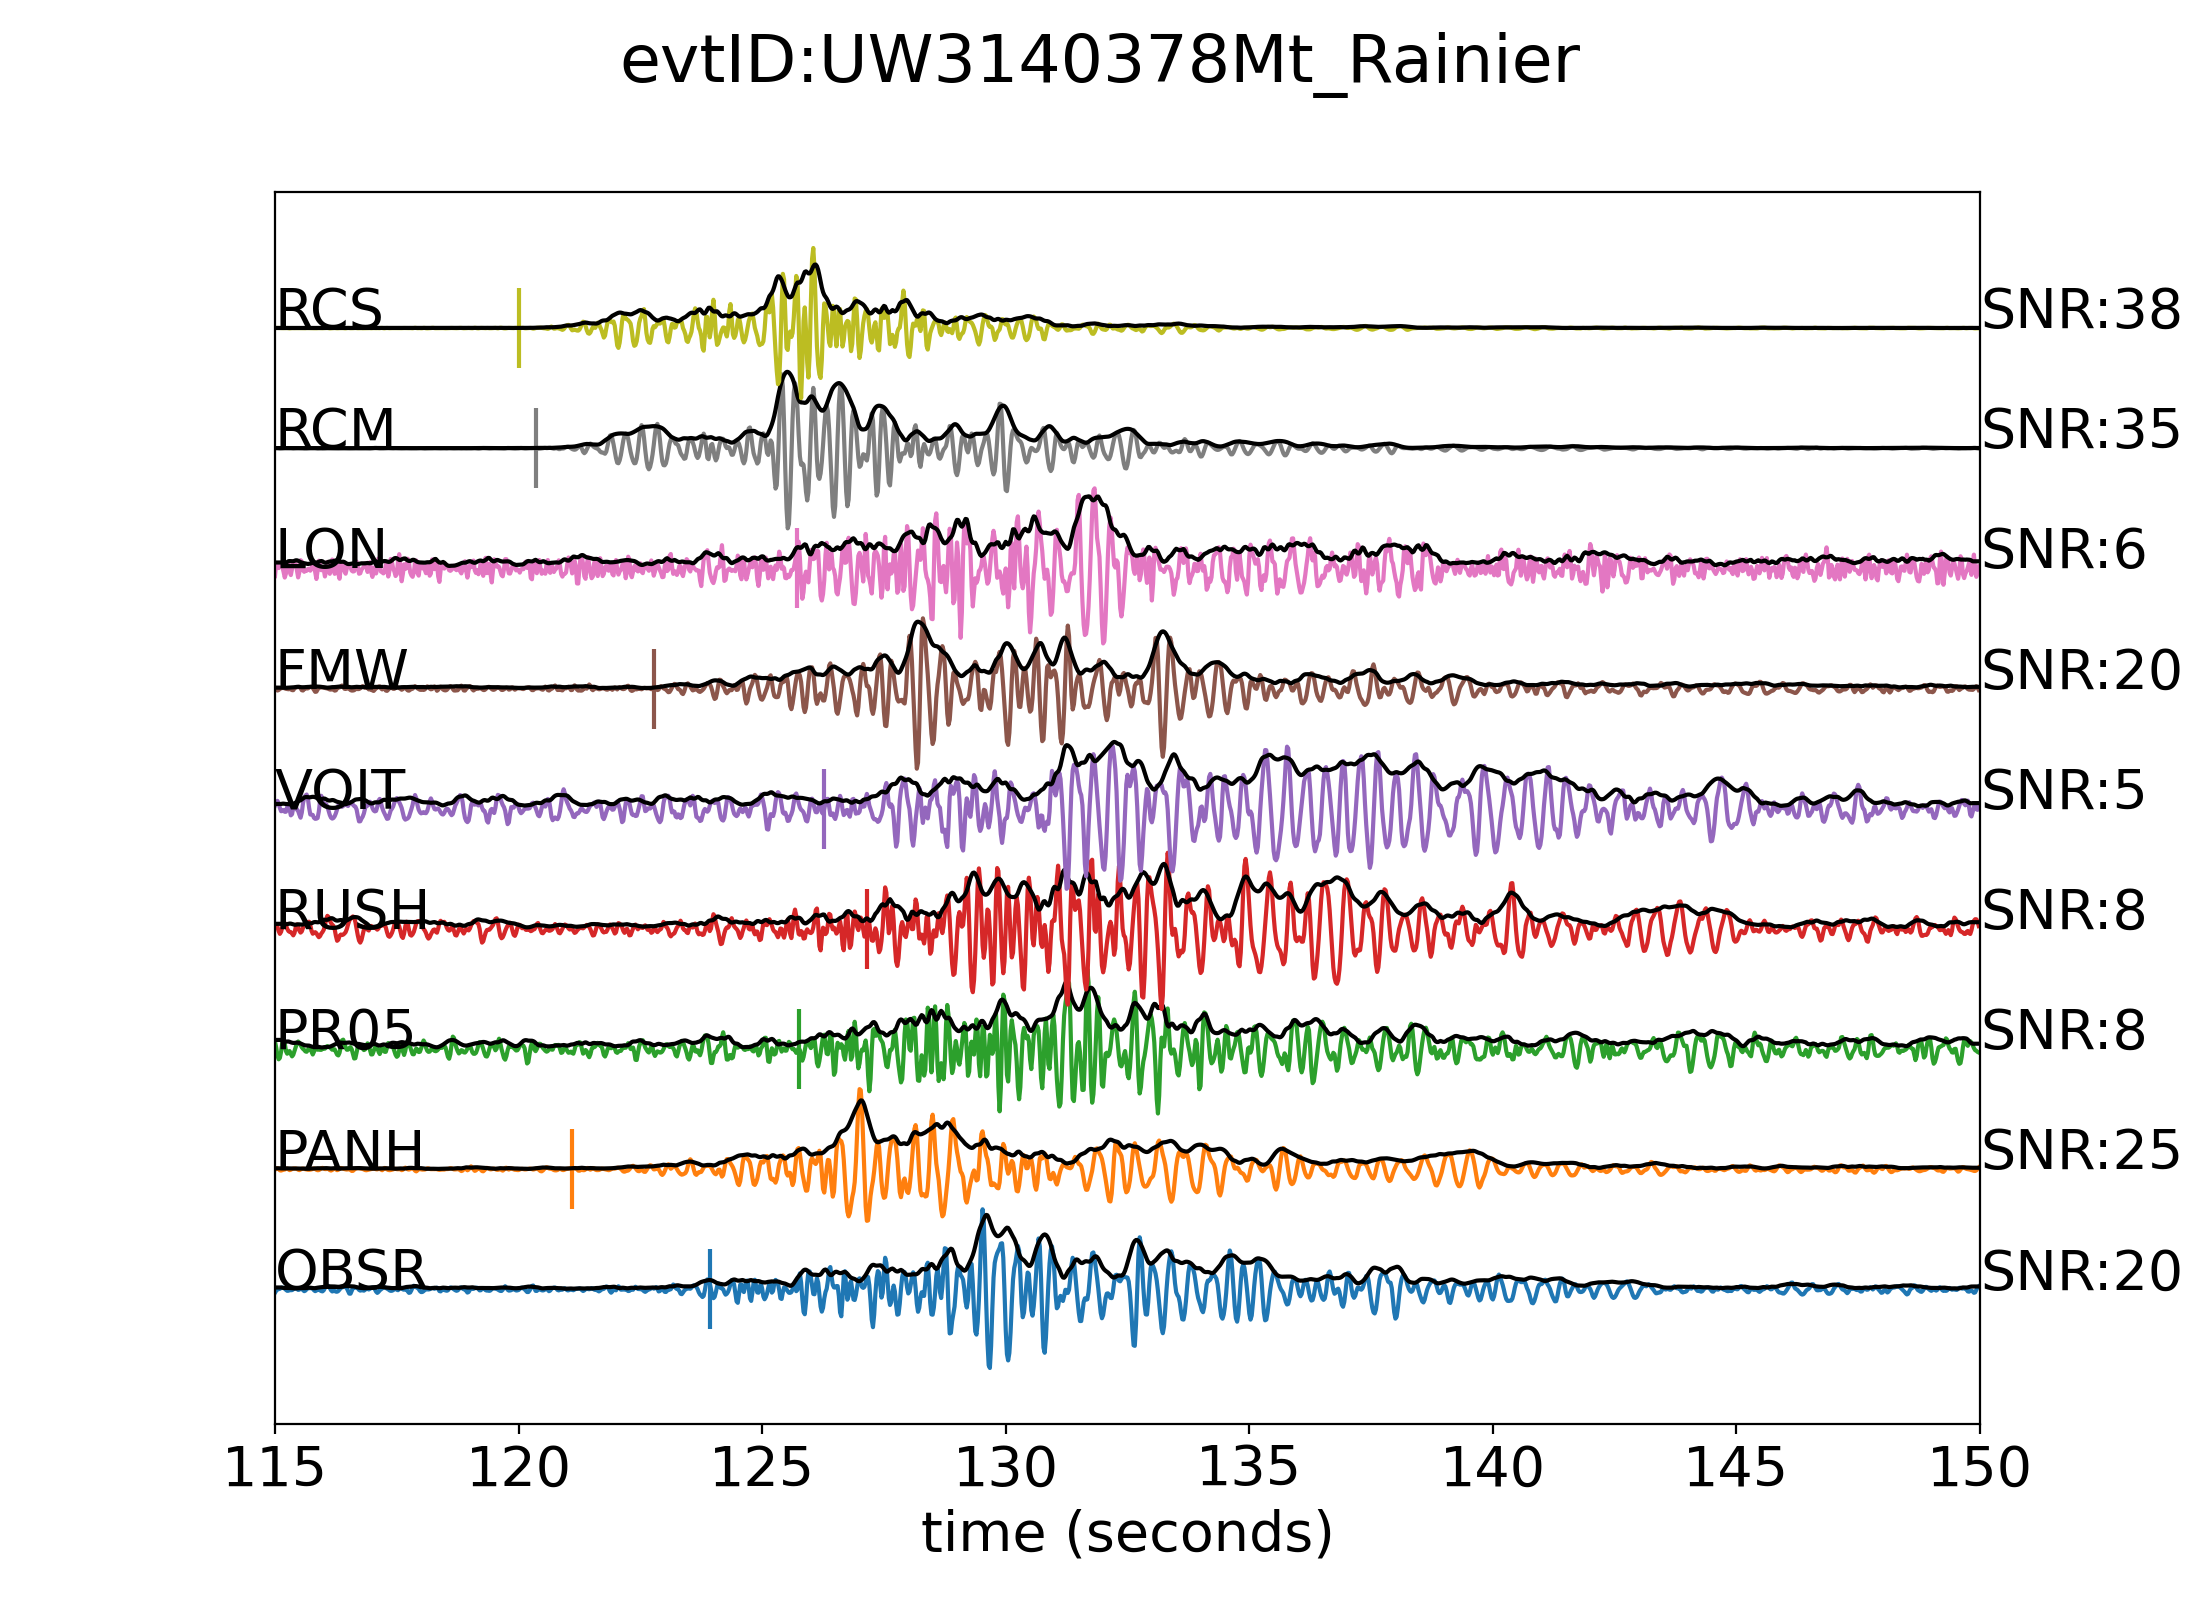 evtID:UW3140378Mt_Rainier
RCS SNR:38
RCM SNR:35
LON SNR:6
FMW SNR:20
VOIT SNR:5
RUSH SNR:8
PR05 SNR:8
PANH SNR:25
OBSR SNR:20
115 120 125 130 135 140 145 150
time (seconds)